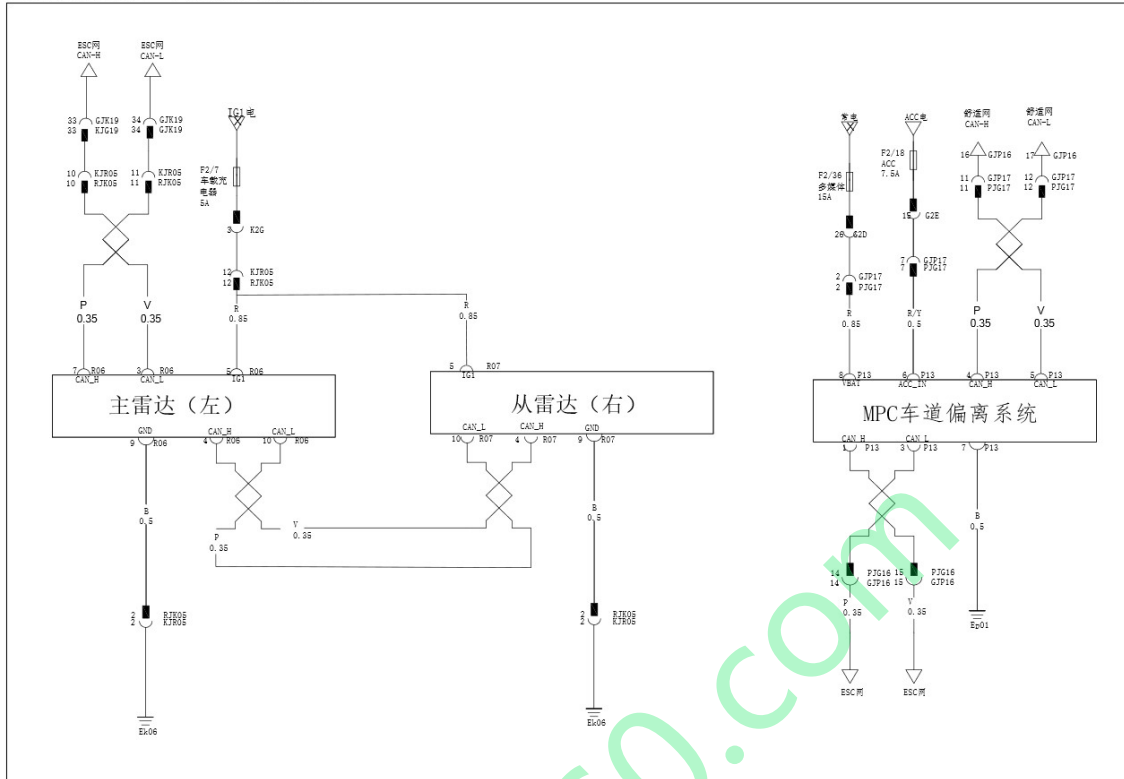 ESC网
CAN-H
ESC网
CAN-L
33 GJK19
33 KJG19
34 GJK19
34 GJK19
10 KJR05
10 RJK05
11 KJR05
11 RJK05
IG1电
F2/7
车载充
电器
5A
3 K2G
12 KJR05
12 RJK05
R
0.85
R
0.85
P
0.35
V
0.35
7 R06
CAN_H
3 R06
CAN_L
5 R06
IG1
主雷达（左）
GND
9 R06
CAN_H
4 R06
CAN_L
10 R06
5 R07
IG1
从雷达（右）
CAN_L
10 R07
CAN_H
4 R07
GND
9 R07
B
0.5
P
0.35
V
0.35
B
0.5
2 RJK05
2 KJR05
2 RJK05
2 KJR05
Ek06
Ek06
常电
F2/36
多媒体
15A
26 G2D
2 GJP17
2 PJG17
R
0.85
ACC电
F2/18
ACC
7.5A
15 G2E
7 GJP17
7 PJG17
R/Y
0.5
舒适网
CAN-H
舒适网
CAN-L
16 GJP16
17 GJP16
11 GJP17
11 PJG17
12 GJP17
12 PJG17
P
0.35
V
0.35
8 P13
VBAT
6 P13
ACC_IN
4 P13
CAN_H
5 P13
CAN_L
MPC车道偏离系统
CAN_H
1 P13
CAN_L
3 P13
7 P13
B
0.5
14 PJG16
14 GJP16
15 PJG16
15 GJP16
P
0.35
V
0.35
Ep01
ESC网
ESC网
0.com